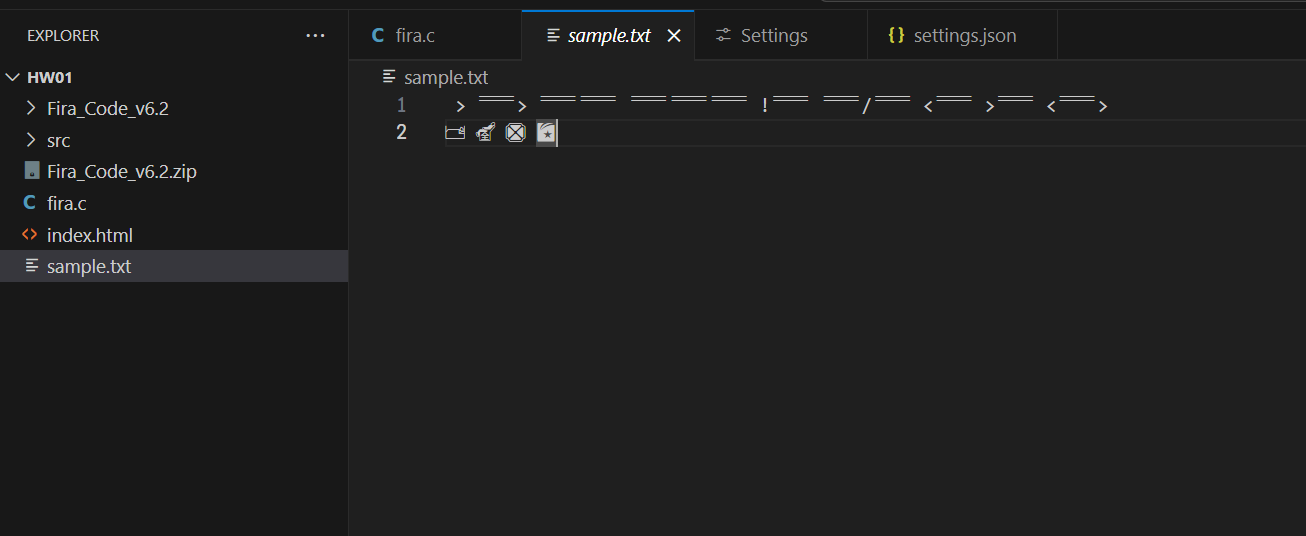 EXPLORER ...
HW01
Fira_Code_v6.2
src
Fira_Code_v6.2.zip
fira.c
index.html
sample.txt
C fira.c
sample.txt
Settings
{} settings.json
sample.txt
1
2